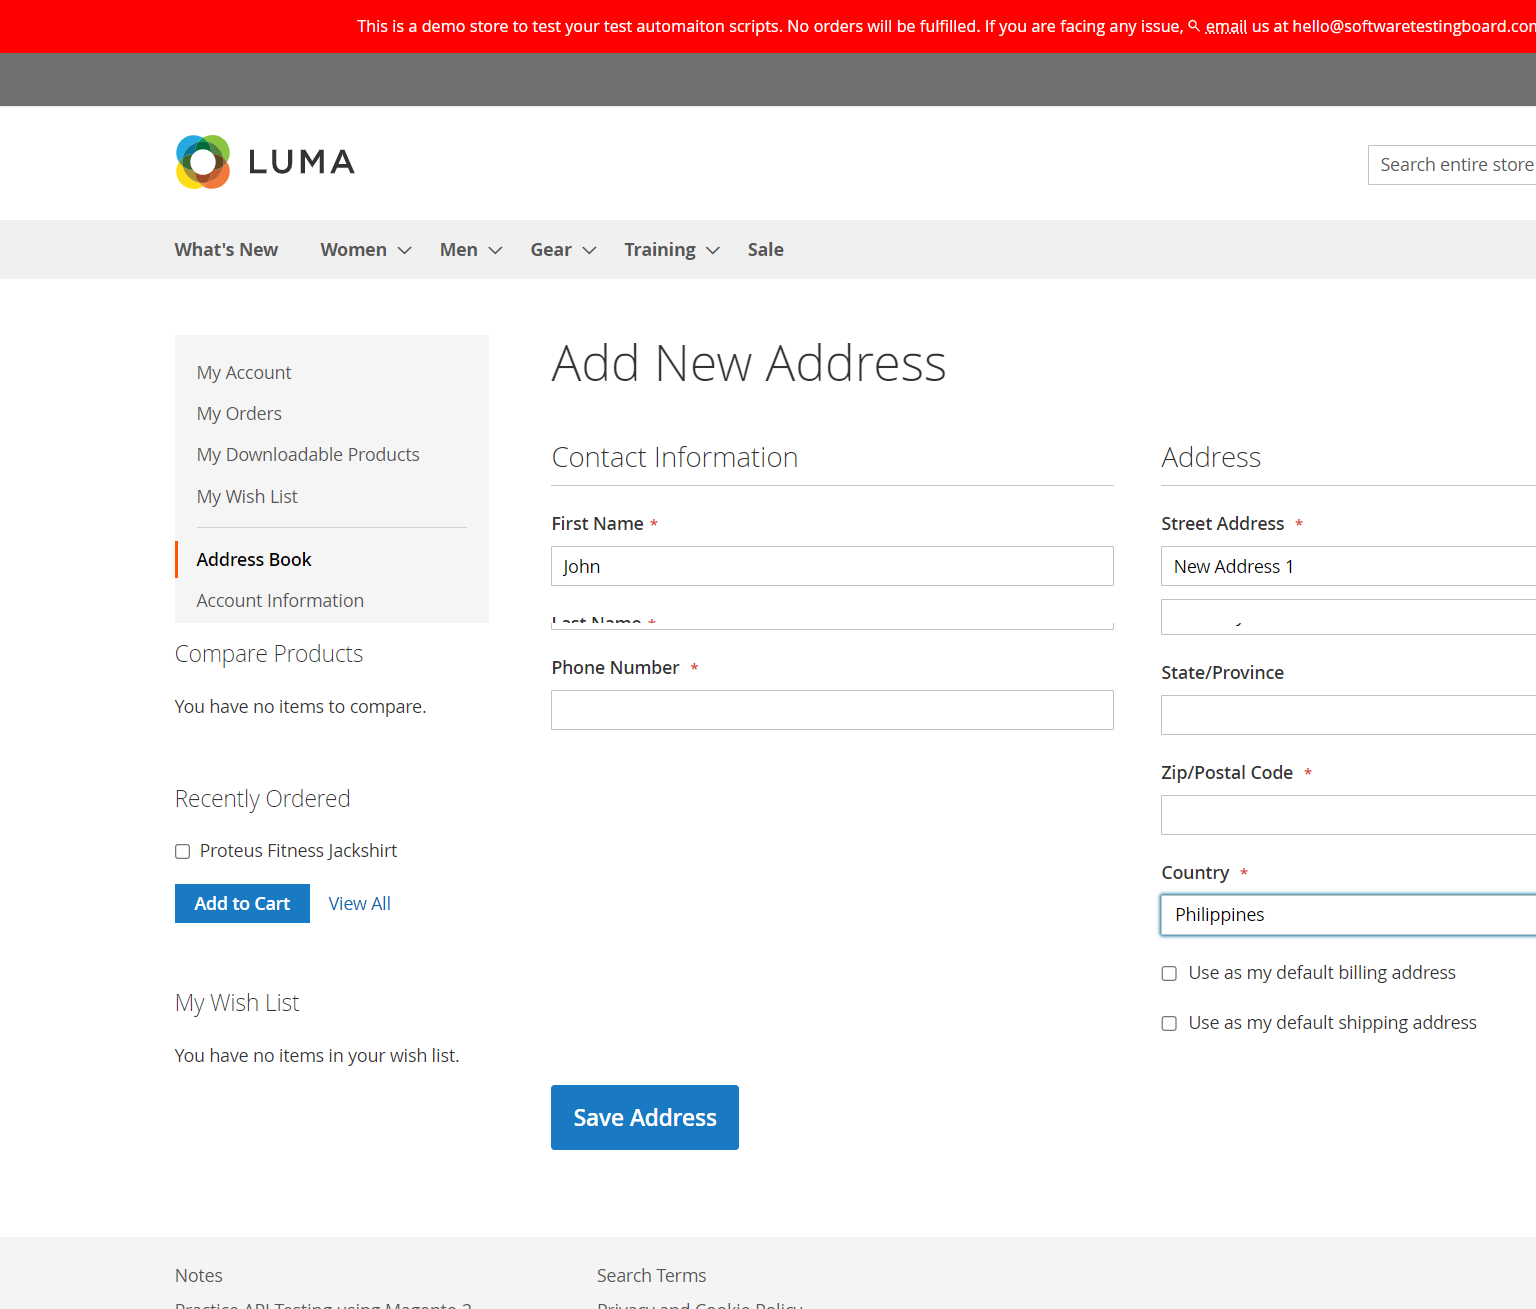 This is a demo store to test your test automaiton scripts. No orders will be fulfilled. If you are facing any issue, email us at hello@softwaretestingboard.com
LUMA
Search entire store
What's New Women Men Gear Training Sale
My Account
My Orders
My Downloadable Products
My Wish List
Address Book
Account Information
Compare Products
You have no items to compare.
Recently Ordered
Proteus Fitness Jackshirt
Add to Cart View All
My Wish List
You have no items in your wish list.
Add New Address
Contact Information
First Name *
John
Last Name *
Phone Number *
Address
Street Address *
New Address 1
State/Province
Zip/Postal Code *
Country *
Philippines
Use as my default billing address
Use as my default shipping address
Save Address
Notes
Practice API Testing using Magento 2
Search Terms
Privacy and Cookie Policy